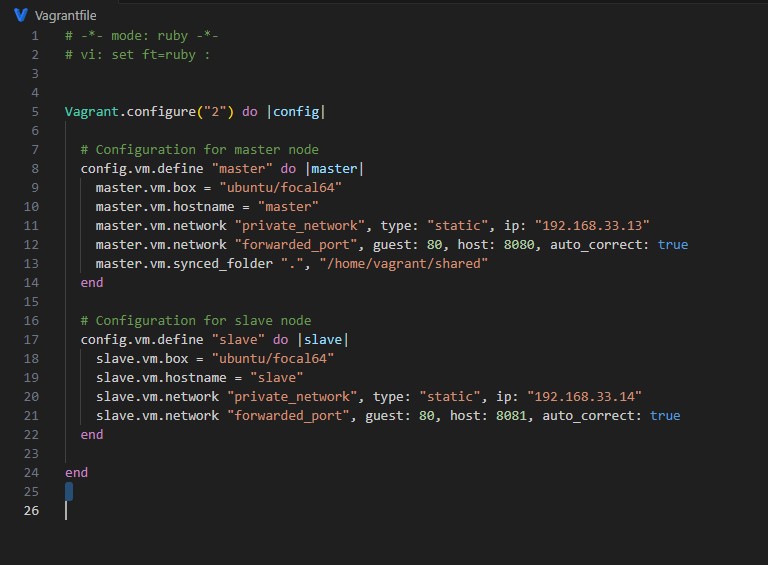 Vagrantfile
1 # -*- mode: ruby -*-
2 # vi: set ft=ruby :
3
4
5 Vagrant.configure("2") do |config|
6
7   # Configuration for master node
8   config.vm.define "master" do |master|
9     master.vm.box = "ubuntu/focal64"
10     master.vm.hostname = "master"
11     master.vm.network "private_network", type: "static", ip: "192.168.33.13"
12     master.vm.network "forwarded_port", guest: 80, host: 8080, auto_correct: true
13     master.vm.synced_folder ".", "/home/vagrant/shared"
14   end
15
16   # Configuration for slave node
17   config.vm.define "slave" do |slave|
18     slave.vm.box = "ubuntu/focal64"
19     slave.vm.hostname = "slave"
20     slave.vm.network "private_network", type: "static", ip: "192.168.33.14"
21     slave.vm.network "forwarded_port", guest: 80, host: 8081, auto_correct: true
22   end
23
24 end
25
26